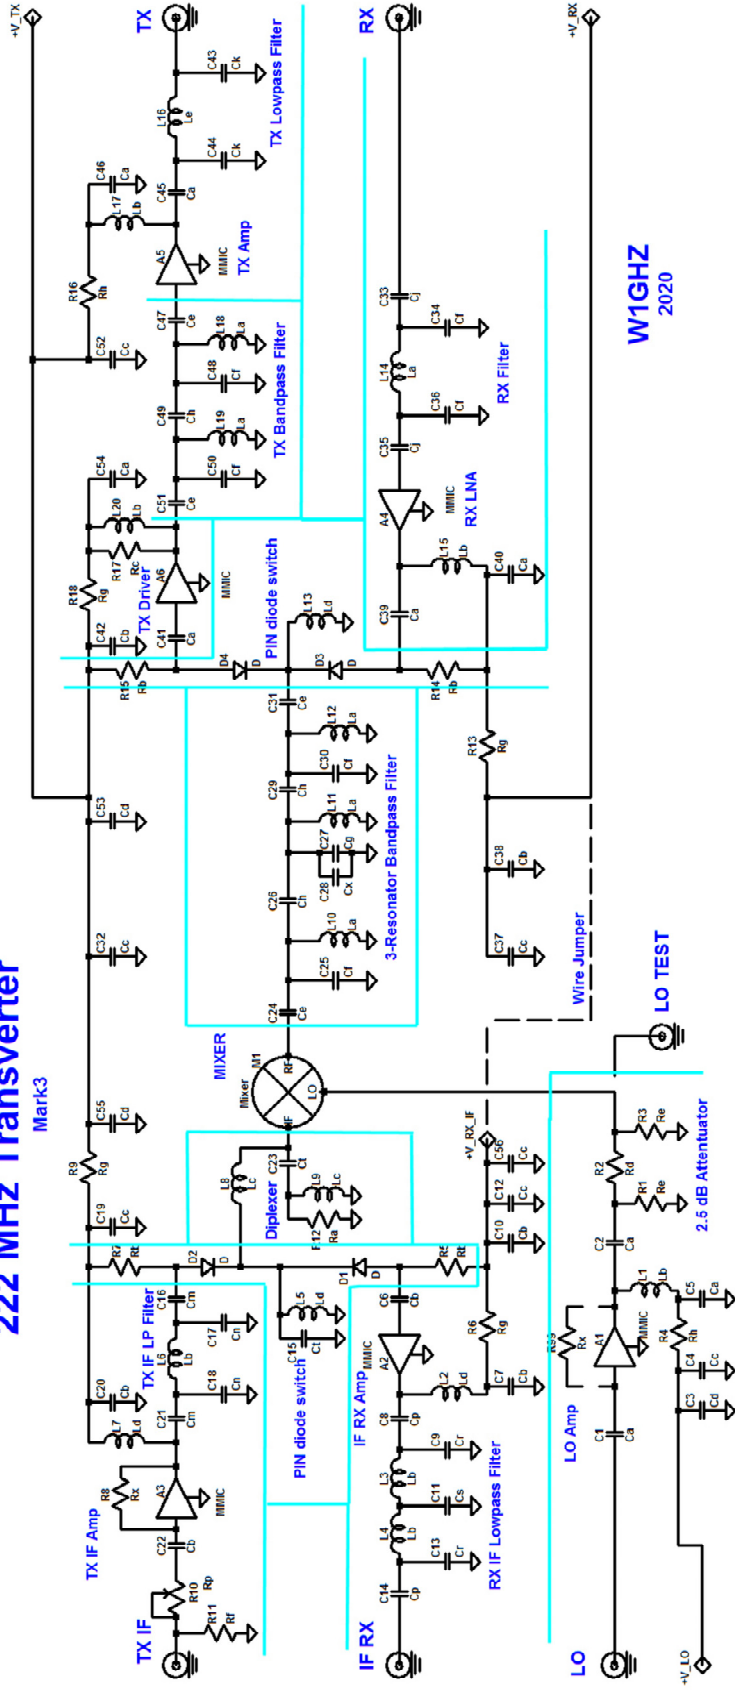 222 MHz Transverter
Mark3
+V_TX
R9
Rg
C19
Cc
C55
Cd
C32
Cc
C53
Cd
C20
Cb
L7
Ld
R7
C42
Cb
R18
Rg
C54
Ca
L20
Lb
R17
Rc
R15
Rb
C52
Cc
R16
Rh
C46
Ca
L17
Lb
TX IF Amp
R8
Rx
A3
MMIC
TX IF
R10
Rp
R11
Rf
C22
Cb
C21
Cm
L6
Lb
C16
Cm
C18
Cn
C17
Cn
TX IF LP Filter
TX Driver
C41
Ca
A6
MMIC
C51
Ce
C50
Cf
L19
La
C49
Ch
C48
Cf
L18
La
C47
Ce
TX Bandpass Filter
A5
MMIC
TX Amp
C45
Ca
C44
Ck
L16
Le
C43
Ck
TX Lowpass Filter
TX
D2
D
L8
Lc
D4
D
PIN diode switch
L5
Ld
C15
Ct
Diplexer
C23
Ct
L9
Lc
Ra
MIXER
Mixer
M1
IF
RF
LO
C24
Ce
C25
Cf
L10
La
C26
Ch
C28
Cx
C27
Cg
L11
La
C29
Ch
C30
Cf
L12
La
C31
Ce
3-Resonator Bandpass Filter
PIN diode switch
L13
Ld
D3
D
D1
D
IF RX
C14
Cp
C13
Cr
L4
Lb
C11
Cs
L3
Lb
C9
Cr
C8
Cp
RX IF Lowpass Filter
IF RX Amp
A2
MMIC
C6
Cb
L2
Ld
C7
Cb
R5
Rb
R6
Rg
C10
Cb
C12
Cc
C56
Cc
+V_RX_IF
R14
Rb
R13
Rg
C37
Cc
C38
Cb
C39
Ca
L15
Lb
C40
Ca
A4
MMIC
RX LNA
C35
Cj
C36
Cf
L14
La
C34
Cf
C33
Cj
RX Filter
RX
Wire Jumper
+V_RX
LO
LO Amp
C1
Ca
R99
Rx
A1
MMIC
C2
Ca
L1
Lb
R1
Re
R2
Rd
R3
Re
2.5 dB Attentuator
LO TEST
C3
Cd
C4
Cc
R4
Rh
C5
Ca
+V_LO
W1GHZ
2020